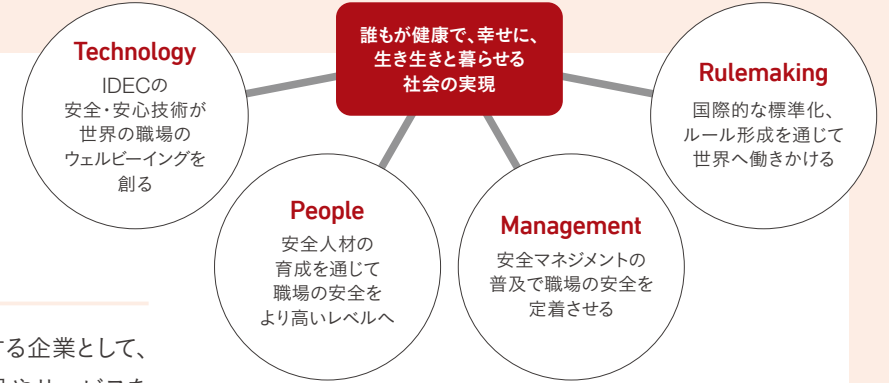 誰もが健康で、幸せに、
生き生きと暮らせる
社会の実現
Technology
IDECの
安全・安心技術が
世界の職場の
ウェルビーイングを
創る
People
安全人材の
育成を通じて
職場の安全を
より高いレベルへ
Management
安全マネジメントの
普及で職場の安全を
定着させる
Rulemaking
国際的な標準化、
ルール形成を通じて
世界へ働きかける
する企業として、